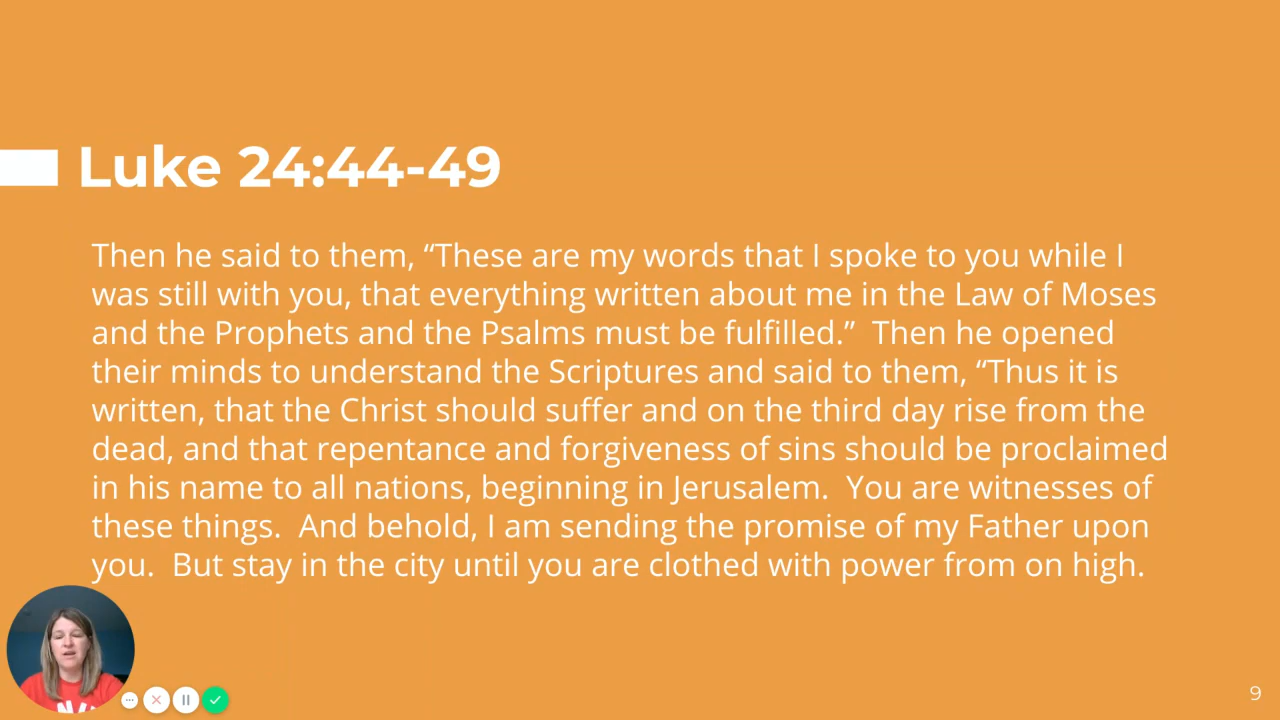 Luke 24:44-49
Then he said to them, “These are my words that I spoke to you while I
was still with you, that everything written about me in the Law of Moses
and the Prophets and the Psalms must be fulfilled.”  Then he opened
their minds to understand the Scriptures and said to them, “Thus it is
written, that the Christ should suffer and on the third day rise from the
dead, and that repentance and forgiveness of sins should be proclaimed
in his name to all nations, beginning in Jerusalem.  You are witnesses of
these things.  And behold, I am sending the promise of my Father upon
you.  But stay in the city until you are clothed with power from on high.
9